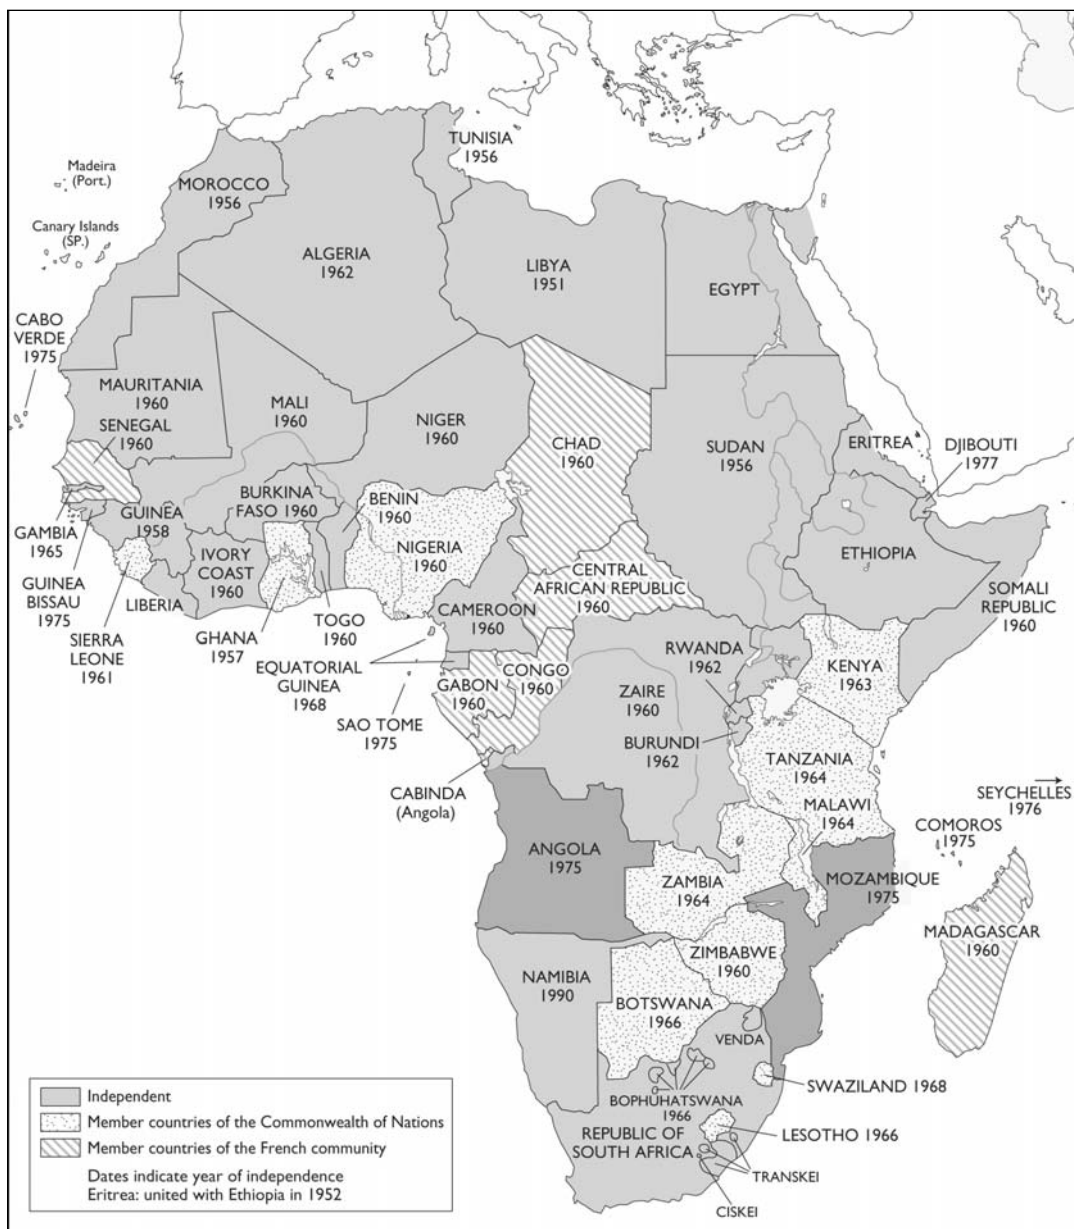 TUNISIA
1956
Madeira
(Port.)
MOROCCO
1956
Canary Islands
(SP.)
ALGERIA
1962
LIBYA
1951
EGYPT
CABO
VERDE
1975
MAURITANIA
1960
MALI
1960
NIGER
1960
SENEGAL
1960
CHAD
1960
SUDAN
1956
ERITREA
DJIBOUTI
1977
GAMBIA
1965
GUINEA
1958
BURKINA
FASO 1960
BENIN
1960
NIGERIA
1960
IVORY
COAST
1960
ETHIOPIA
GUINEA
BISSAU
1975
CENTRAL
AFRICAN REPUBLIC
1960
SOMALI
REPUBLIC
1960
LIBERIA
SIERRA
LEONE
1961
GHANA
1957
TOGO
1960
CAMEROON
1960
EQUATORIAL
GUINEA
1968
GABON
1960
CONGO
1960
RWANDA
1962
KENYA
1963
SAO TOME
1975
ZAIRE
1960
BURUNDI
1962
TANZANIA
1964
CABINDA
(Angola)
MALAWI
1964
SEYCHELLES
1976
COMOROS
1975
ANGOLA
1975
ZAMBIA
1964
MOZAMBIQUE
1975
MADAGASCAR
1960
ZIMBABWE
1960
NAMIBIA
1990
BOTSWANA
1966
VENDA
SWAZILAND 1968
BOPHUHATSWANA
1966
REPUBLIC OF
SOUTH AFRICA
LESOTHO 1966
TRANSKEI
CISKEI
Independent
Member countries of the Commonwealth of Nations
Member countries of the French community
Dates indicate year of independence
Eritrea: united with Ethiopia in 1952